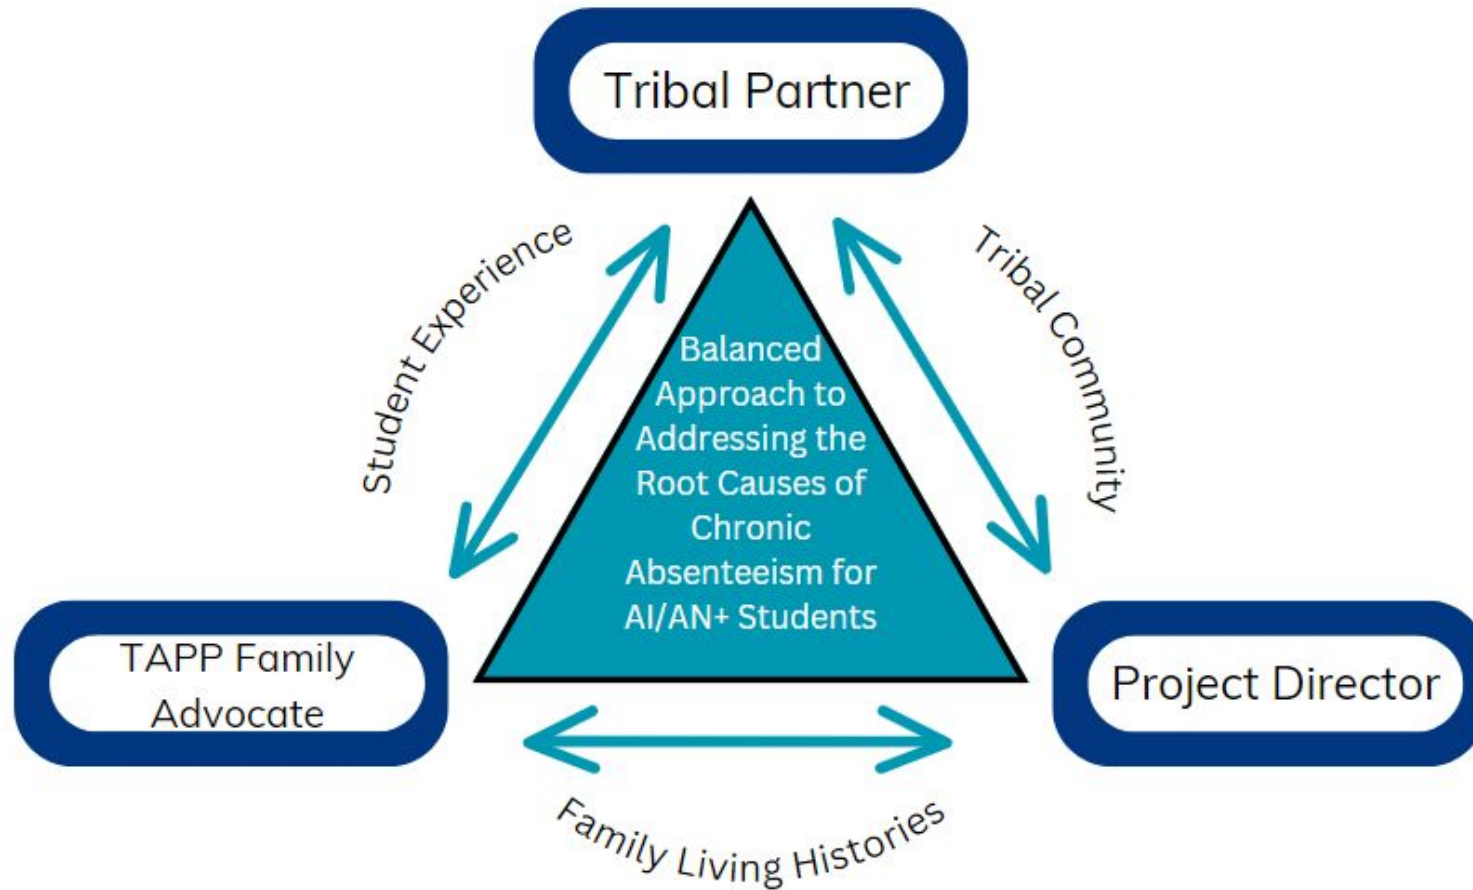 Tribal Partner
Student Experience
Tribal Community
Balanced
Approach to
Addressing the
Root Causes of
Chronic
Absenteeism for
AI/AN+ Students
TAPP Family
Advocate
Project Director
Family Living Histories